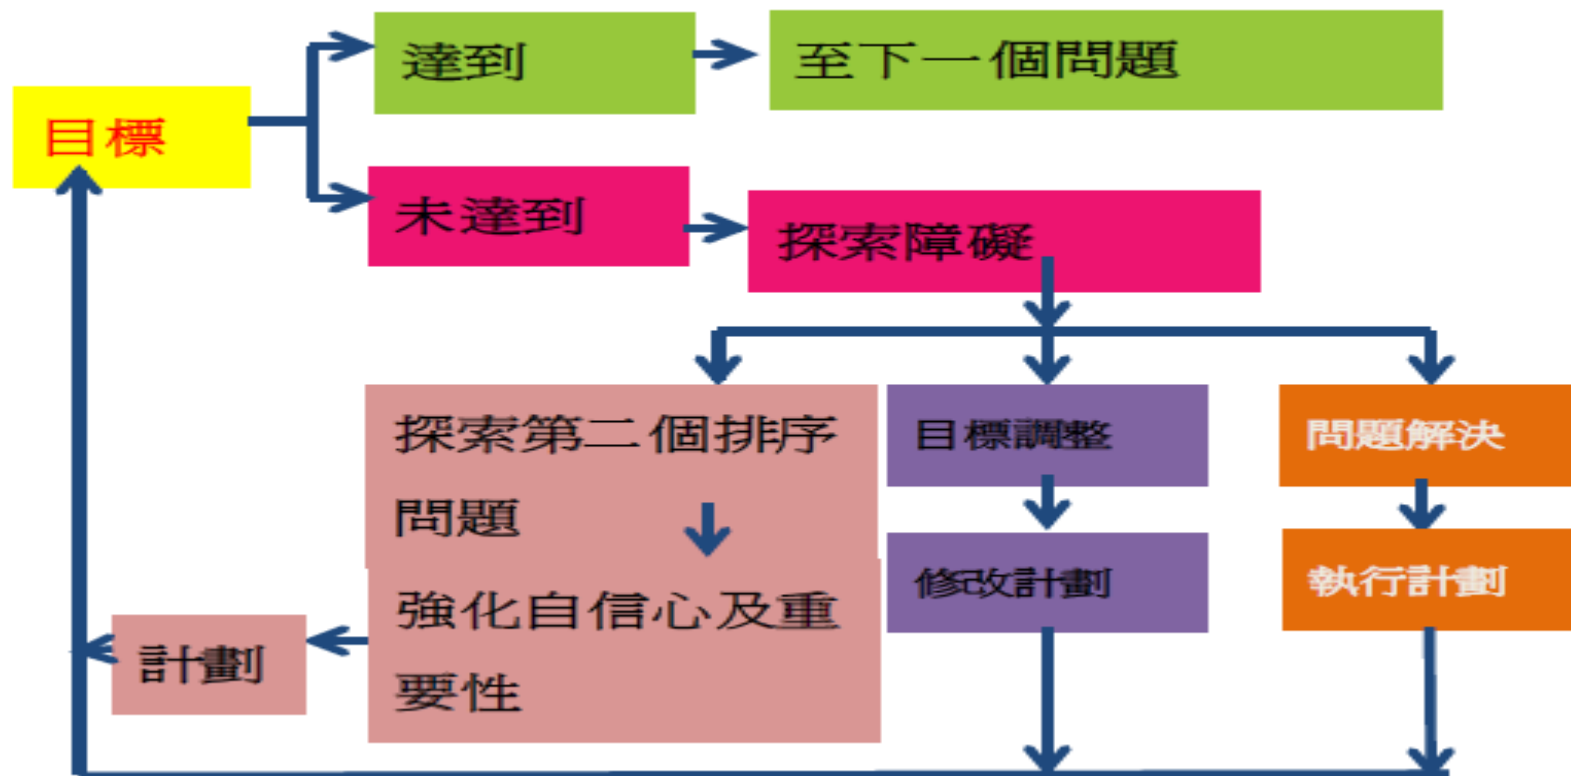 達到
至下一個問題
目標
未達到
探索障礙
探索第二個排序
問題
目標調整
問題解決
強化自信心及重
要性
修改計劃
執行計劃
計劃